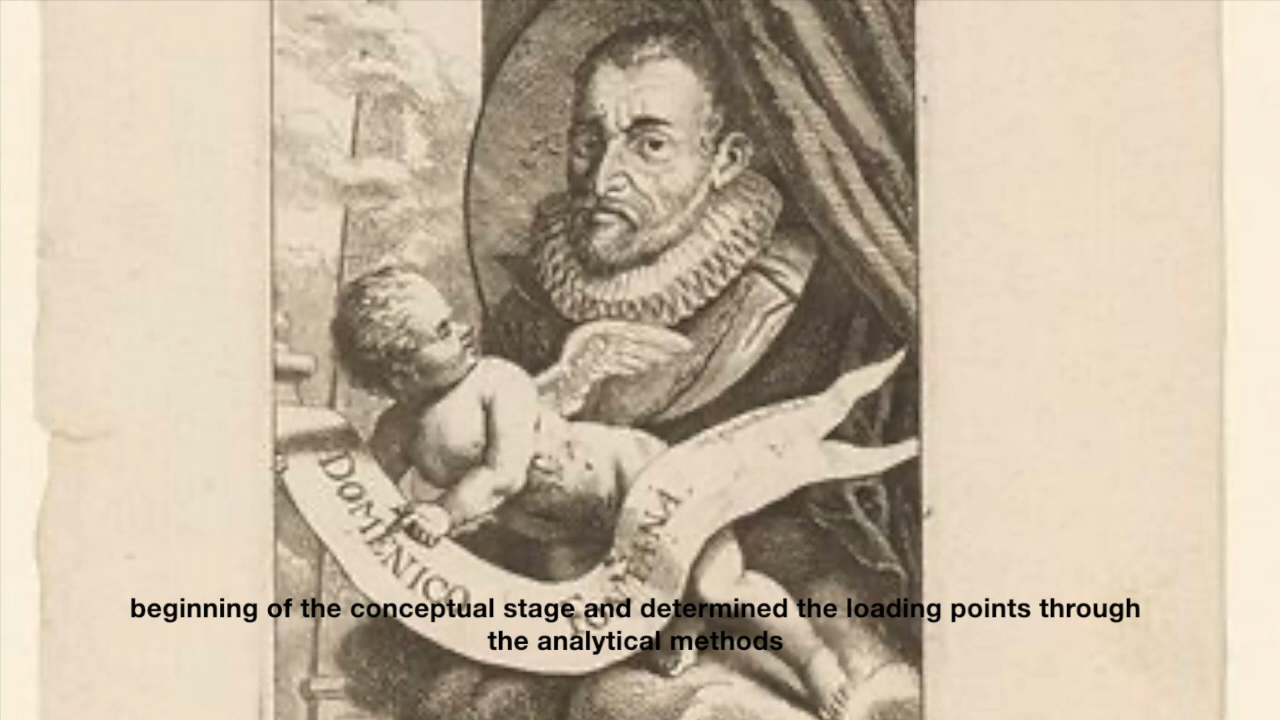 DOMENICO
beginning of the conceptual stage and determined the loading points through
the analytical methods